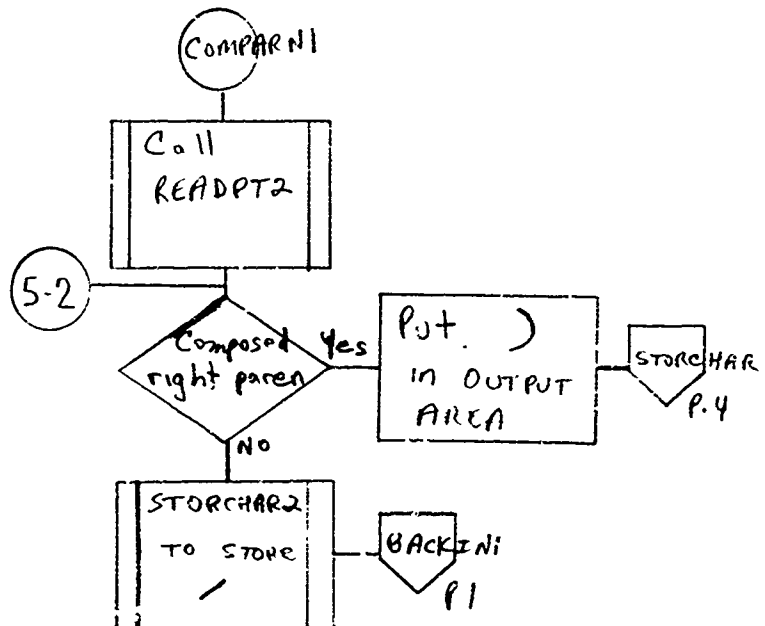 COMPARN1
Call
READPT2
5-2
Composed
right paren
Yes
Put )
in OUTPUT
AREA
STORCHAR
P.4
NO
STORCHAR2
TO STORE
/
BACKINi
P1